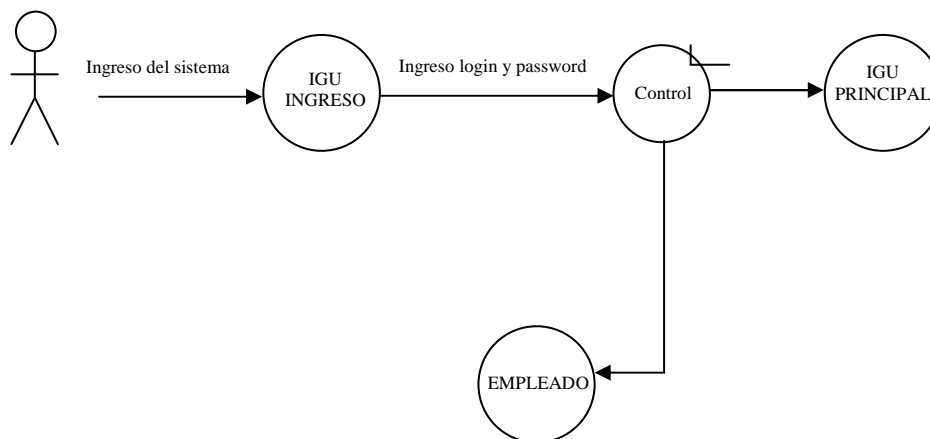 Ingreso del sistema
IGU
INGRESO
Ingreso login y password
Control
IGU
PRINCIPAL
EMPLEADO